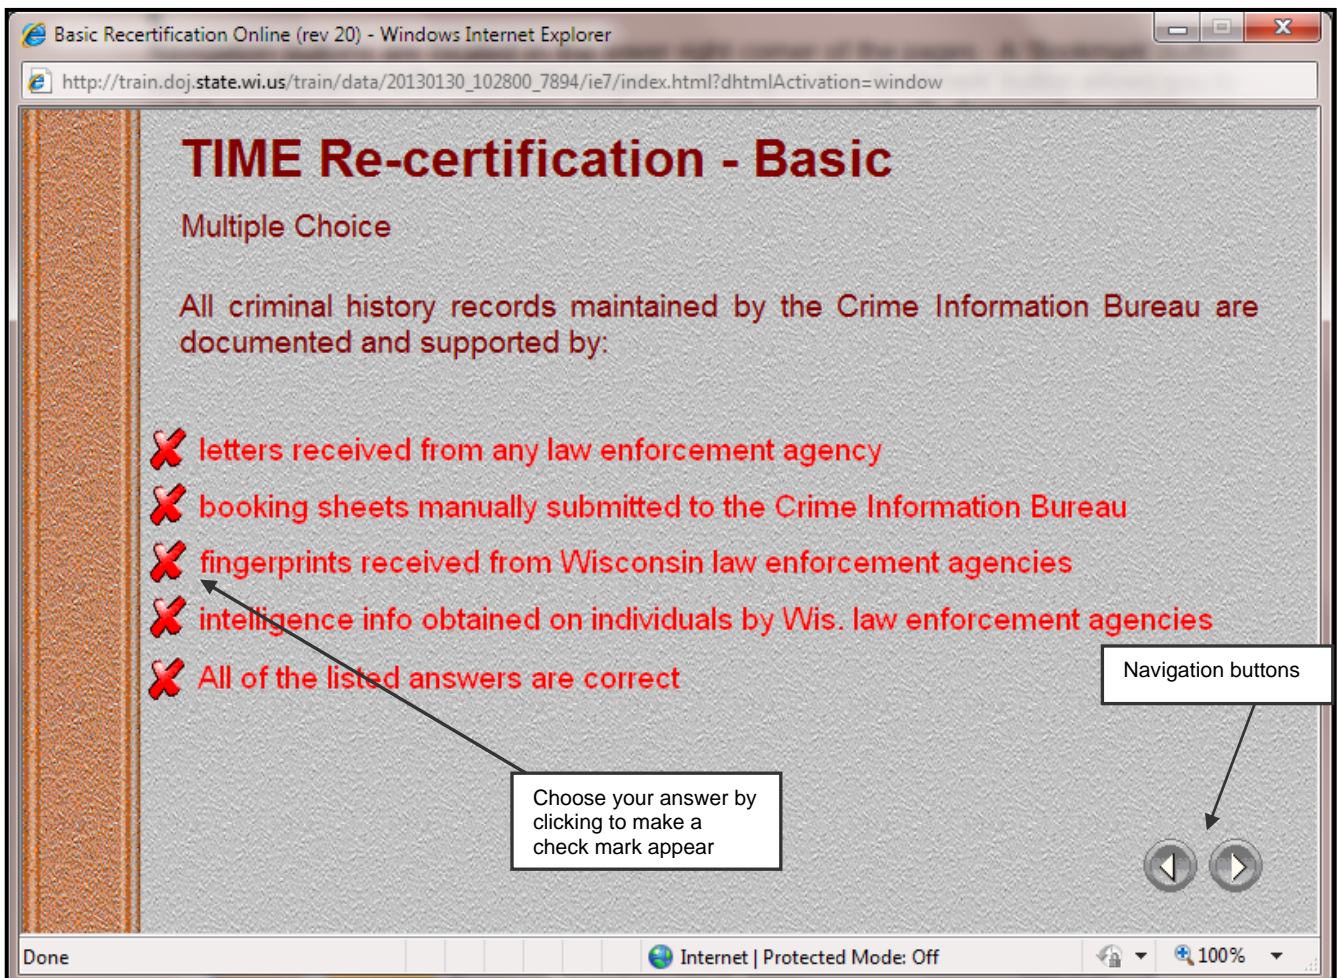 Basic Recertification Online (rev 20) - Windows Internet Explorer
http://train.doj.state.wi.us/train/data/20130130_102800_7894/ie7/index.html?dhtmlActivation=window
TIME Re-certification - Basic
Multiple Choice
All criminal history records maintained by the Crime Information Bureau are
documented and supported by:
letters received from any law enforcement agency
booking sheets manually submitted to the Crime Information Bureau
fingerprints received from Wisconsin law enforcement agencies
intelligence info obtained on individuals by Wis. law enforcement agencies
All of the listed answers are correct
Navigation buttons
Choose your answer by
clicking to make a
check mark appear
Done
Internet | Protected Mode: Off
100%